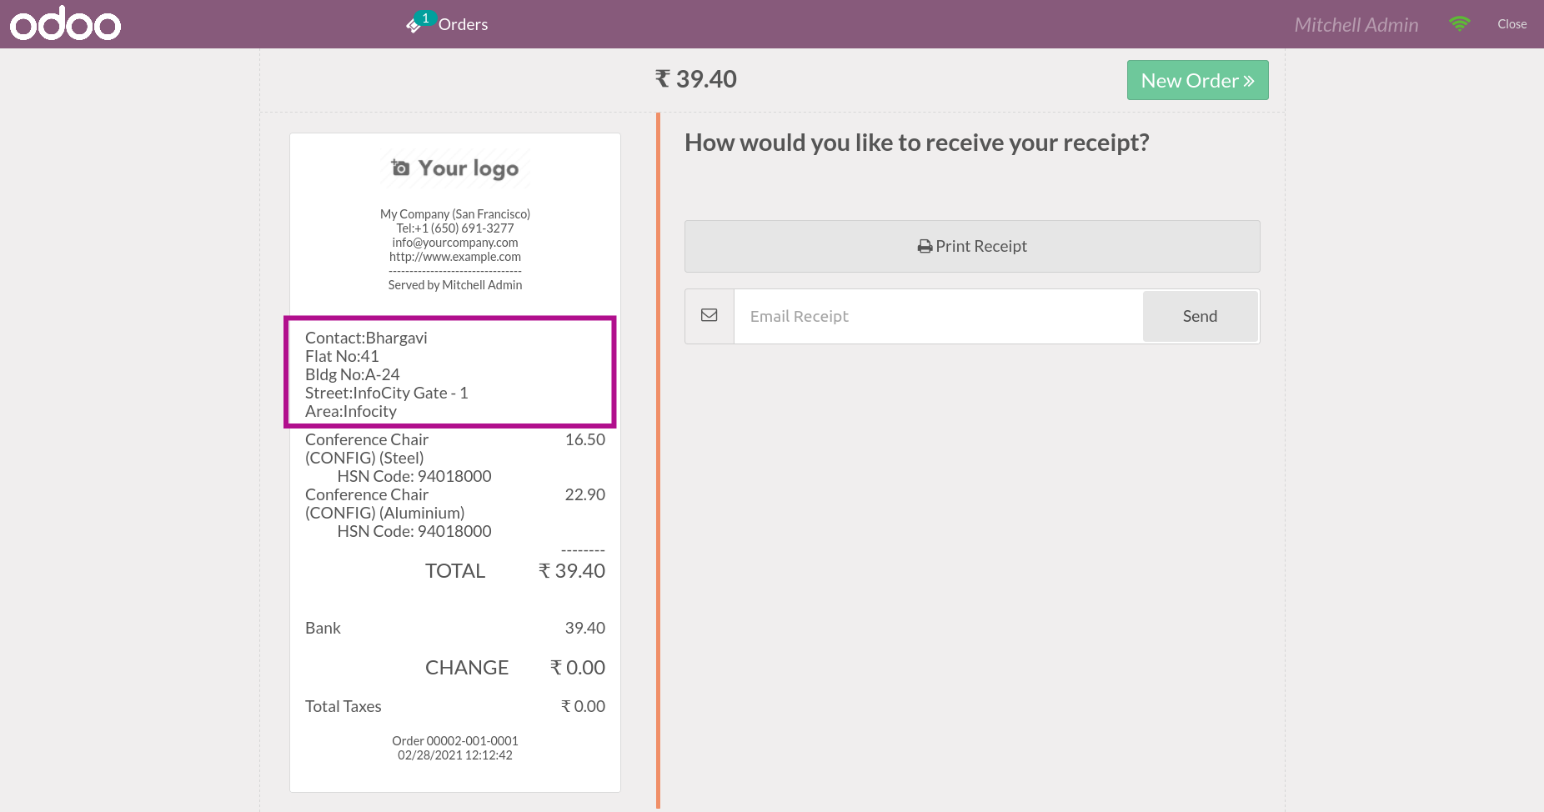 odoo
1
Orders
Mitchell Admin
Close
₹ 39.40
New Order »
Your logo
My Company (San Francisco)
Tel:+1 (650) 691-3277
info@yourcompany.com
http://www.example.com
--------------------------------
Served by Mitchell Admin
Contact:Bhargavi
Flat No:41
Bldg No:A-24
Street:InfoCity Gate - 1
Area:Infocity
Conference Chair 16.50
(CONFIG) (Steel)
HSN Code: 94018000
Conference Chair 22.90
(CONFIG) (Aluminium)
HSN Code: 94018000
--------
TOTAL ₹ 39.40
Bank 39.40
CHANGE ₹ 0.00
Total Taxes ₹ 0.00
Order 00002-001-0001
02/28/2021 12:12:42
How would you like to receive your receipt?
Print Receipt
Email Receipt
Send